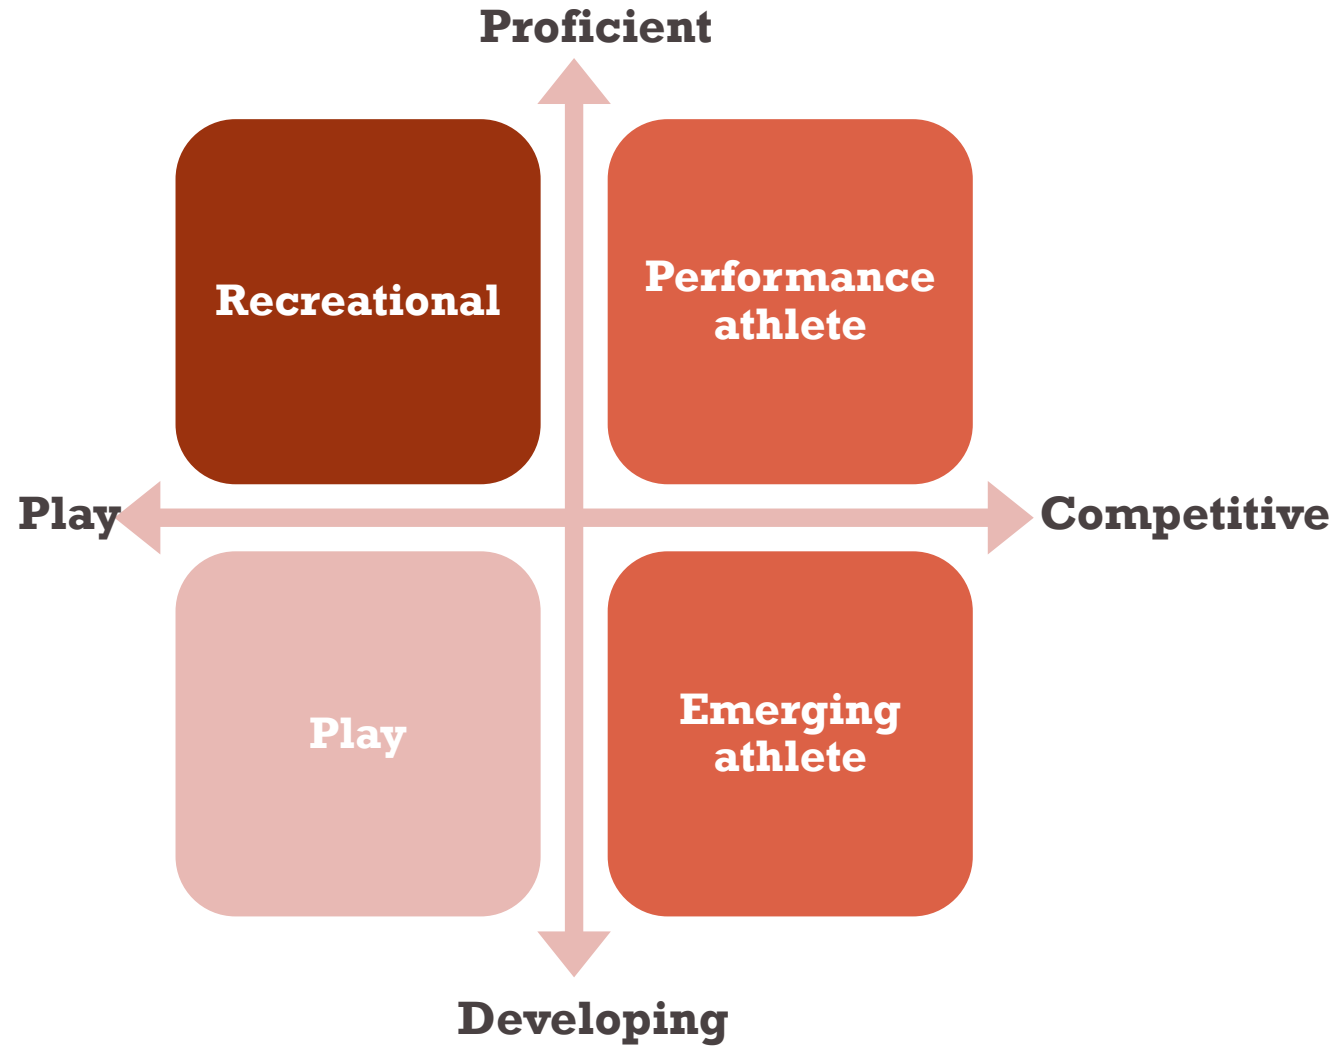 Proficient
Recreational
Performance
athlete
Play
Competitive
Play
Emerging
athlete
Developing